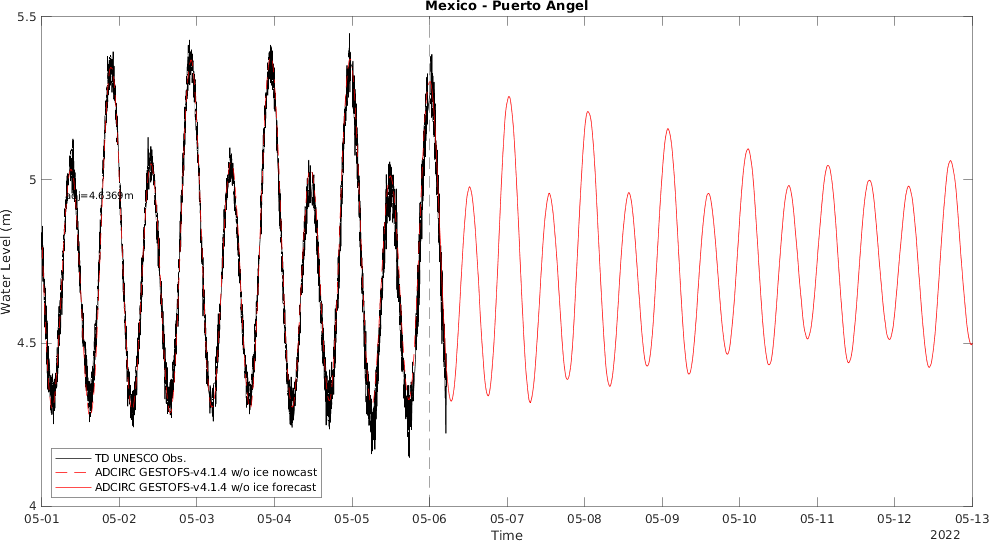 Mexico - Puerto Angel
5.5
5
4.5
4
Water Level (m)
adj=4.6369m
TD UNESCO Obs.
ADCIRC GESTOFS-v4.1.4 w/o ice nowcast
ADCIRC GESTOFS-v4.1.4 w/o ice forecast
05-01 05-02 05-03 05-04 05-05 05-06 05-07 05-08 05-09 05-10 05-11 05-12 05-13
Time
2022